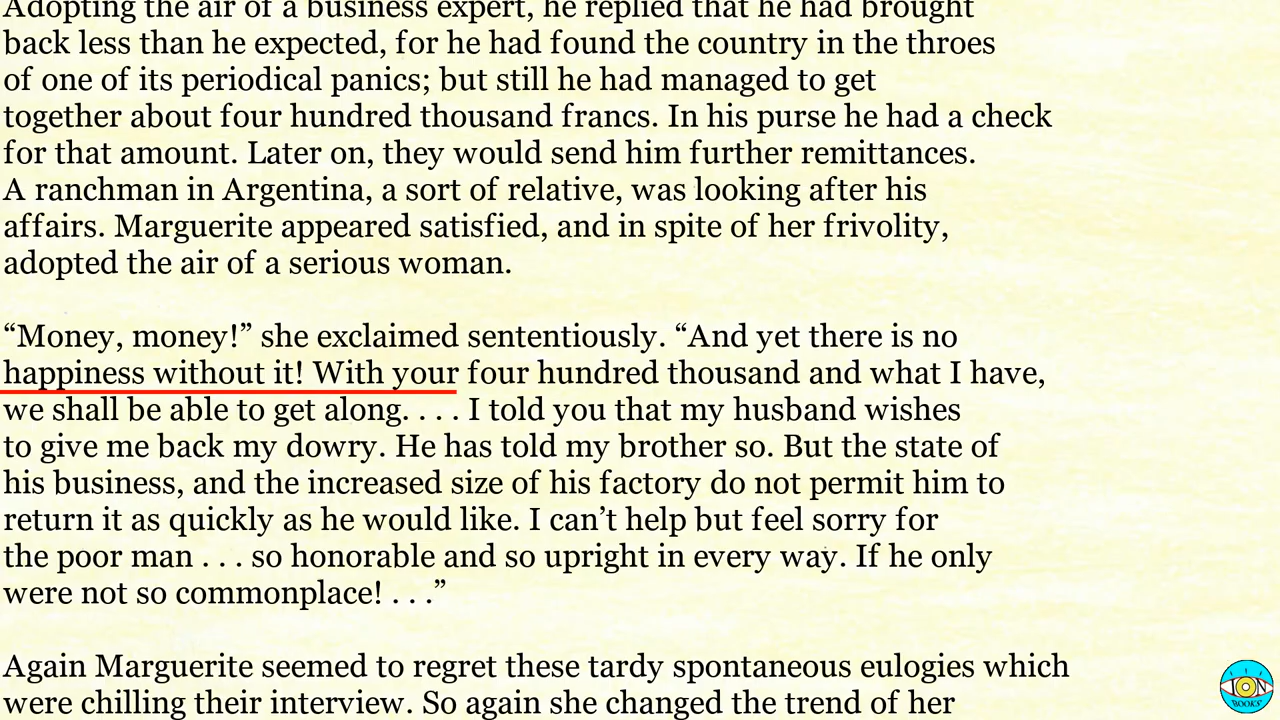 Adopting the air of a business expert, he replied that he had brought
back less than he expected, for he had found the country in the throes
of one of its periodical panics; but still he had managed to get
together about four hundred thousand francs. In his purse he had a check
for that amount. Later on, they would send him further remittances.
A ranchman in Argentina, a sort of relative, was looking after his
affairs. Marguerite appeared satisfied, and in spite of her frivolity,
adopted the air of a serious woman.
“Money, money!” she exclaimed sententiously. “And yet there is no
happiness without it! With your four hundred thousand and what I have,
we shall be able to get along. . . . I told you that my husband wishes
to give me back my dowry. He has told my brother so. But the state of
his business, and the increased size of his factory do not permit him to
return it as quickly as he would like. I can’t help but feel sorry for
the poor man . . . so honorable and so upright in every way. If he only
were not so commonplace! . . .”
Again Marguerite seemed to regret these tardy spontaneous eulogies which
were chilling their interview. So again she changed the trend of her
ION
BOOKS